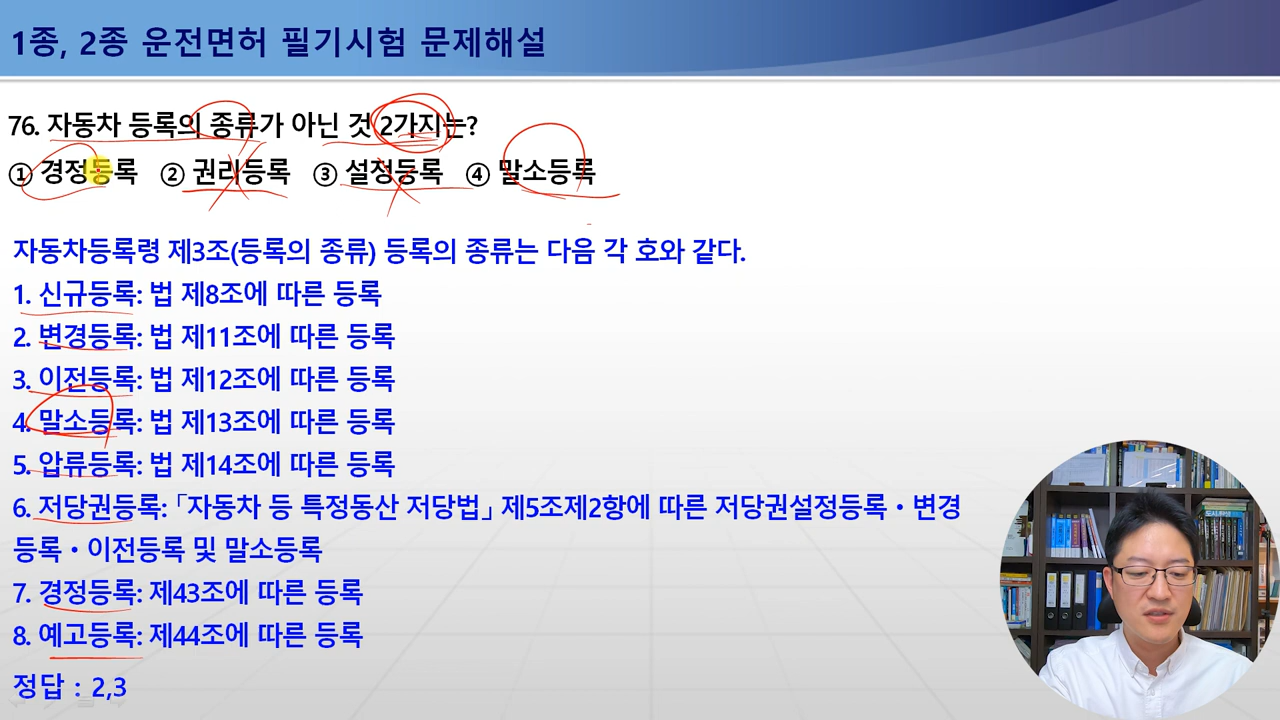 1종, 2종 운전면허 필기시험 문제해설
76. 자동차 등록의 종류가 아닌 것 2가지는?
① 경정등록 ② 권리등록 ③ 설정등록 ④ 말소등록
자동차등록령 제3조(등록의 종류) 등록의 종류는 다음 각 호와 같다.
1. 신규등록: 법 제8조에 따른 등록
2. 변경등록: 법 제11조에 따른 등록
3. 이전등록: 법 제12조에 따른 등록
4. 말소등록: 법 제13조에 따른 등록
5. 압류등록: 법 제14조에 따른 등록
6. 저당권등록: 「자동차 등 특정동산 저당법」 제5조제2항에 따른 저당권설정등록・변경
등록・이전등록 및 말소등록
7. 경정등록: 제43조에 따른 등록
8. 예고등록: 제44조에 따른 등록
정답 : 2,3